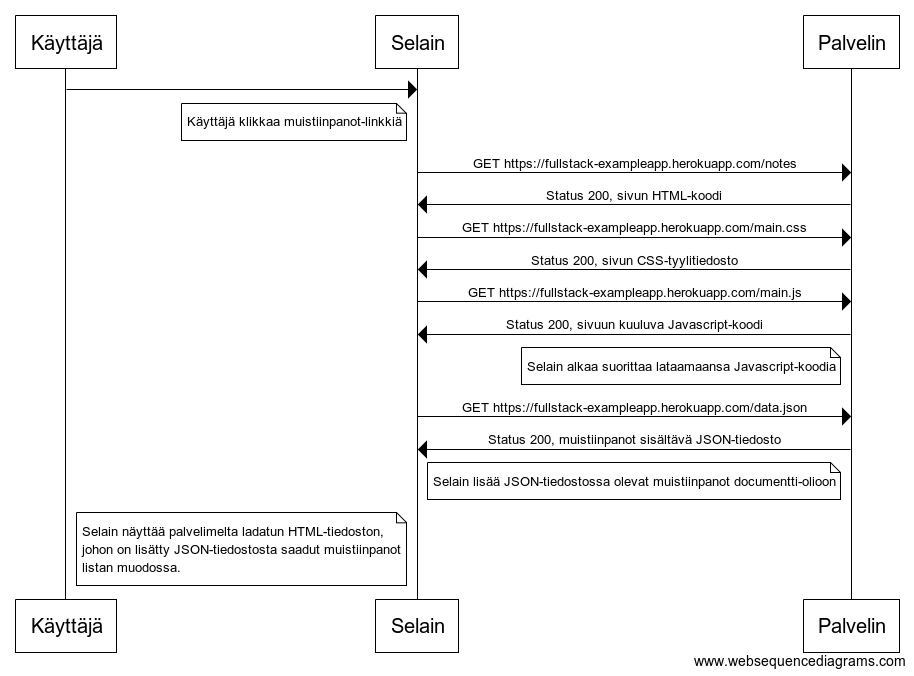 Käyttäjä
Selain
Palvelin
Käyttäjä klikkaa muistiinpanot-linkkiä
GET https://fullstack-exampleapp.herokuapp.com/notes
Status 200, sivun HTML-koodi
GET https://fullstack-exampleapp.herokuapp.com/main.css
Status 200, sivun CSS-tyylitiedosto
GET https://fullstack-exampleapp.herokuapp.com/main.js
Status 200, sivuun kuuluva Javascript-koodi
Selain alkaa suorittaa lataamaansa Javascript-koodia
GET https://fullstack-exampleapp.herokuapp.com/data.json
Status 200, muistiinpanot sisältävä JSON-tiedosto
Selain lisää JSON-tiedostossa olevat muistiinpanot documentti-olioon
Selain näyttää palvelimelta ladatun HTML-tiedoston,
johon on lisätty JSON-tiedostosta saadut muistiinpanot
listan muodossa.
Käyttäjä
Selain
Palvelin
www.websequencediagrams.com